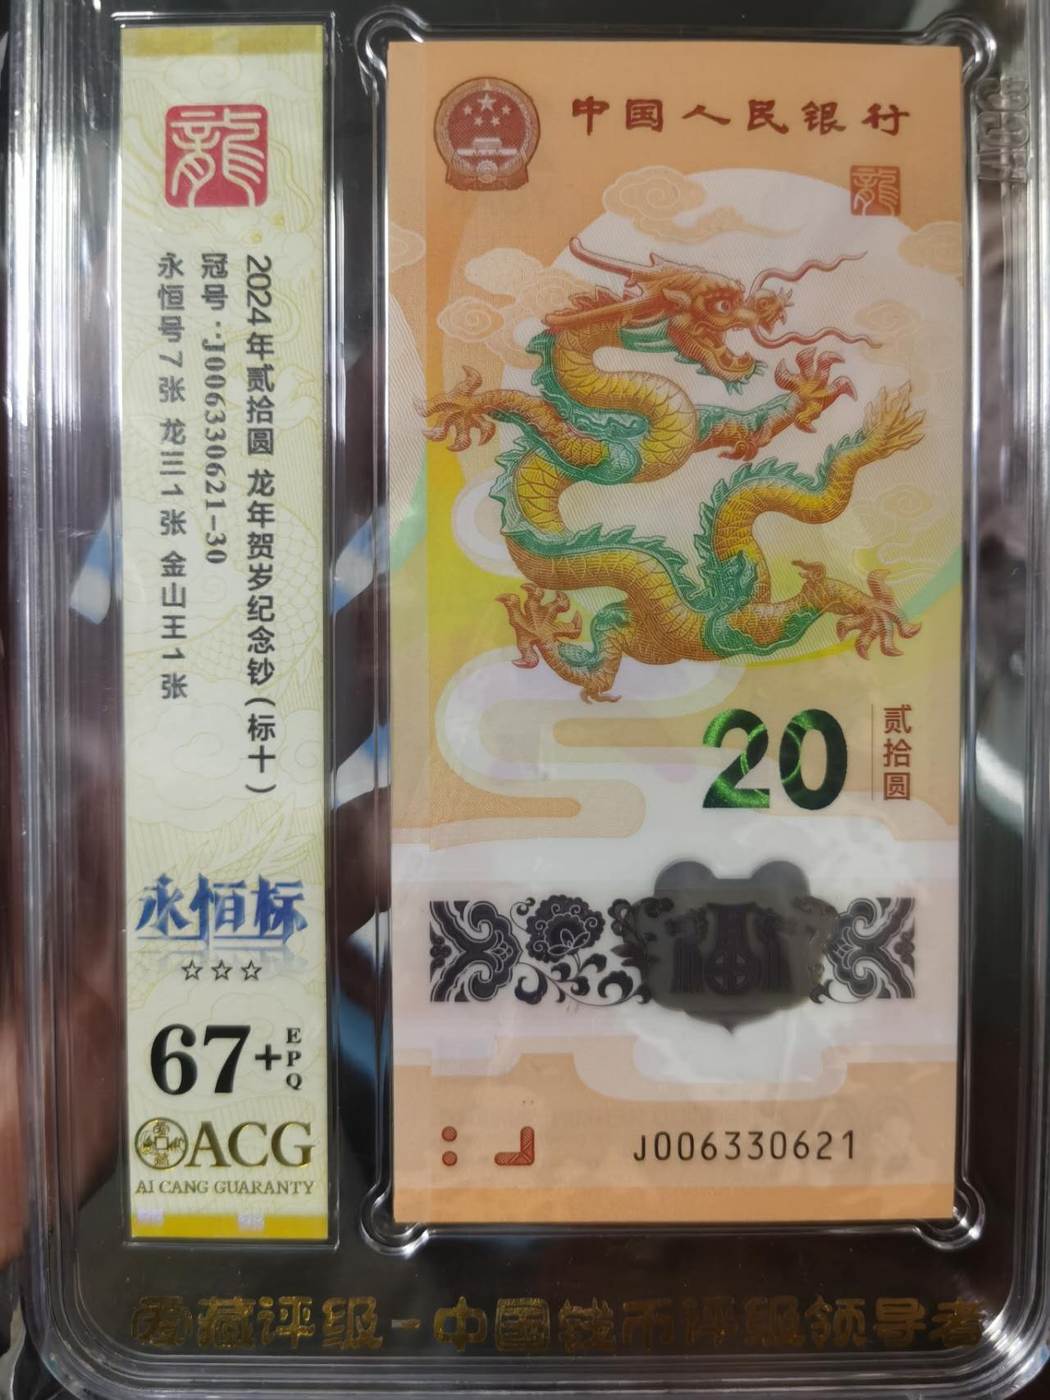 龍
2024年贰拾圆 龙年贺岁纪念钞(标十)
冠号:J006330621-30
永恒号7张 龙三1张 金山王1张
永恒标
☆☆☆
67+
EPQ
ACG
AI CANG GUARANTY
中国人民银行
龍
20
贰拾圆
J006330621
ACG
爱藏评级-中国钱币评级领导者